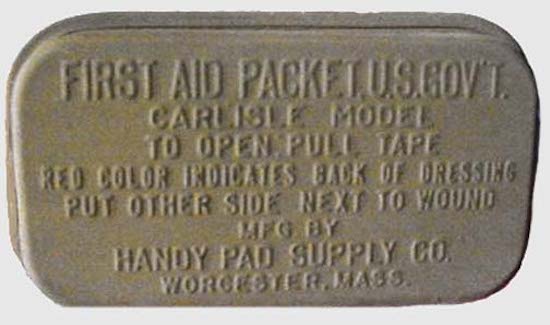 FIRST AID PACKET. U.S. GOV'T.
CARLISLE MODEL
TO OPEN PULL TAPE
RED COLOR INDICATES BACK OF DRESSING
PUT OTHER SIDE NEXT TO WOUND
MFG BY
HANDY PAD SUPPLY CO.
WORCESTER, MASS.